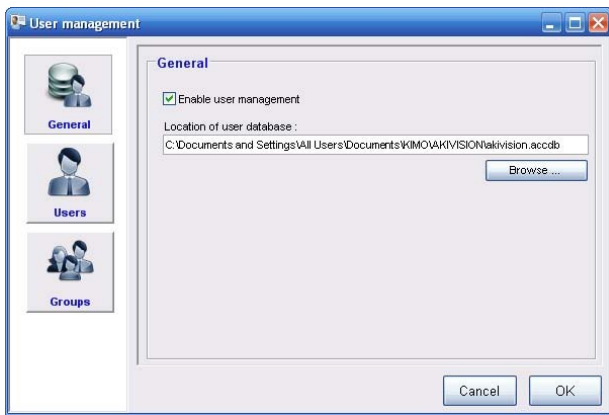 User management
General
Users
Groups
General
Enable user management
Location of user database :
C:\Documents and Settings\All Users\Documents\KIMO\AKIVISION\akivision.accdb
Browse ...
Cancel
OK